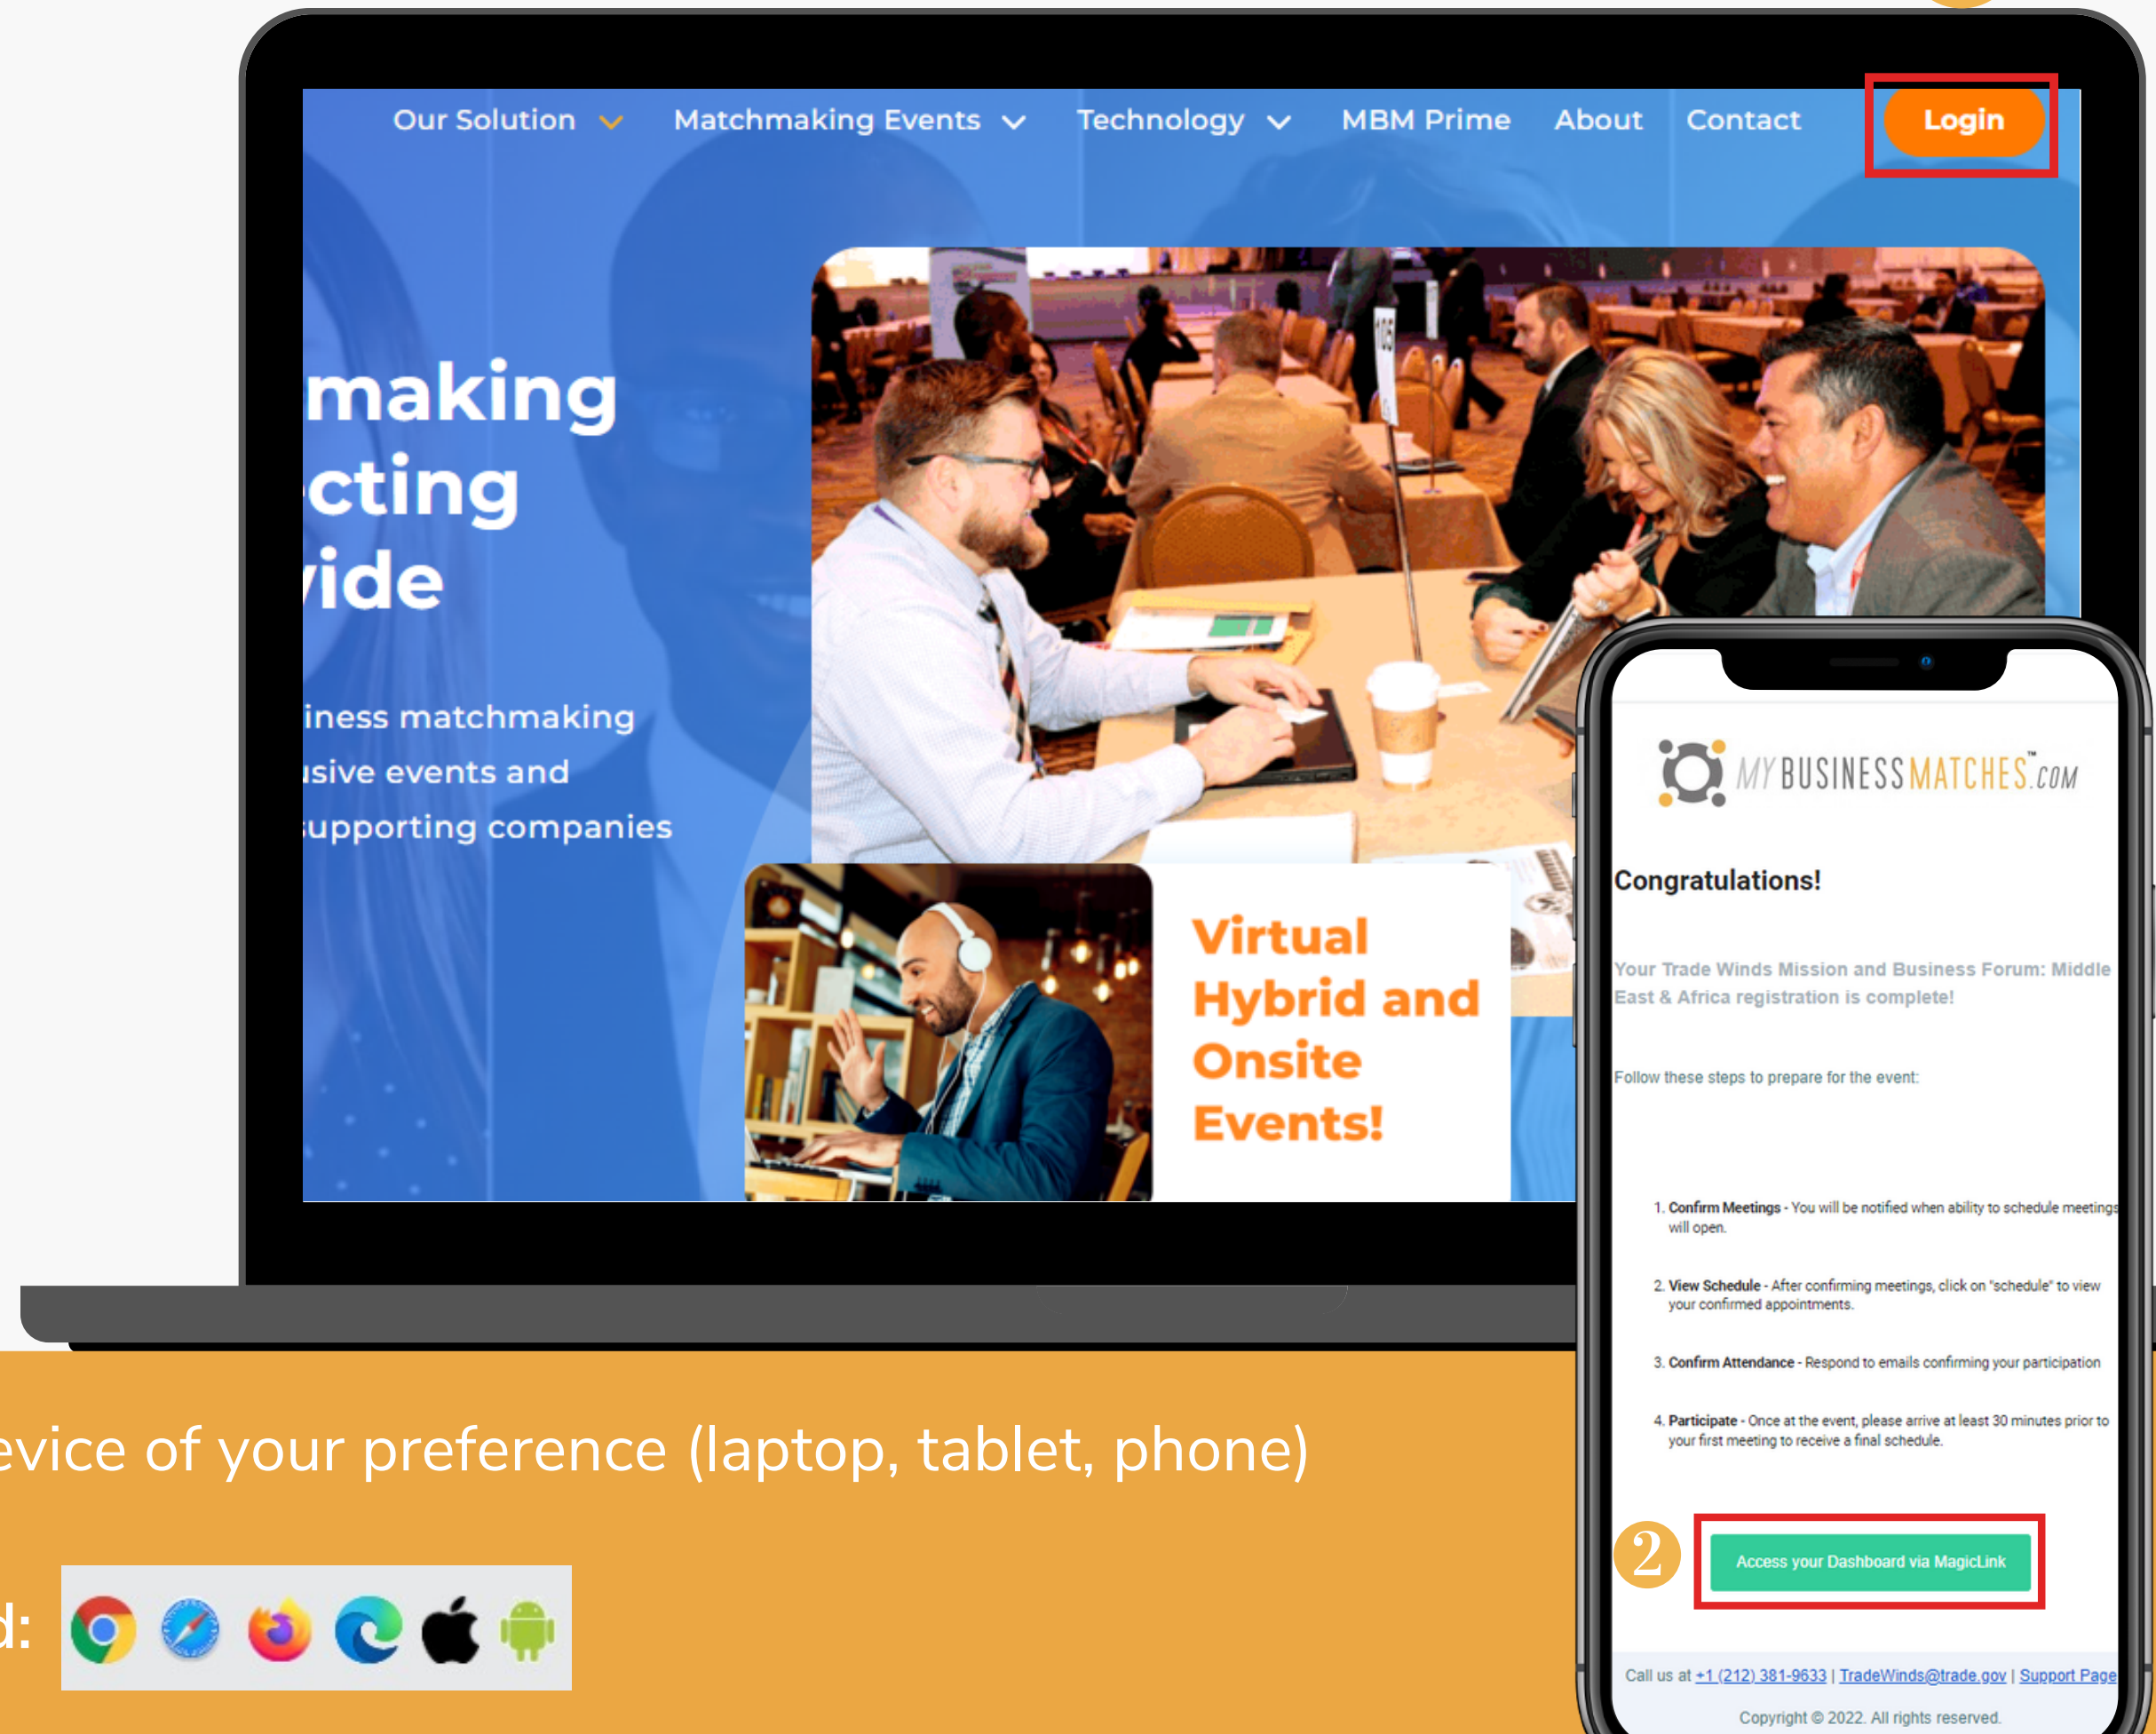 Our Solution Matchmaking Events Technology MBM Prime About Contact Login
making
cting
ide
iness matchmaking
usive events and
supporting companies
105
Virtual
Hybrid and
Onsite
Events!
MYBUSINESSMATCHES™.COM
Congratulations!
Your Trade Winds Mission and Business Forum: Middle
East & Africa registration is complete!
Follow these steps to prepare for the event:
1. Confirm Meetings - You will be notified when ability to schedule meetings
will open.
2. View Schedule - After confirming meetings, click on "schedule" to view
your confirmed appointments.
3. Confirm Attendance - Respond to emails confirming your participation
4. Participate - Once at the event, please arrive at least 30 minutes prior to
your first meeting to receive a final schedule.
2
Access your Dashboard via MagicLink
Call us at +1 (212) 381-9633 | TradeWinds@trade.gov | Support Page
Copyright © 2022. All rights reserved.
evice of your preference (laptop, tablet, phone)
d: